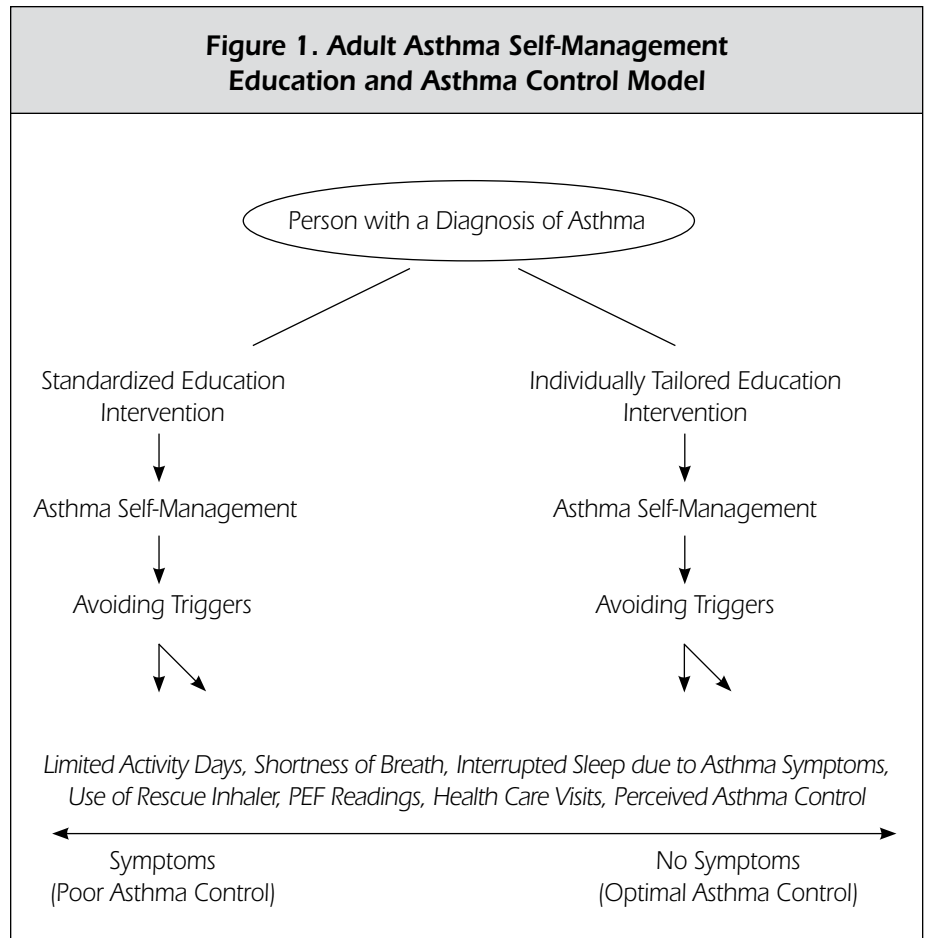 Figure 1. Adult Asthma Self-Management
Education and Asthma Control Model
Person with a Diagnosis of Asthma
Standardized Education
Intervention
Individually Tailored Education
Intervention
Asthma Self-Management
Asthma Self-Management
Avoiding Triggers
Avoiding Triggers
Limited Activity Days, Shortness of Breath, Interrupted Sleep due to Asthma Symptoms,
Use of Rescue Inhaler, PEF Readings, Health Care Visits, Perceived Asthma Control
Symptoms
(Poor Asthma Control)
No Symptoms
(Optimal Asthma Control)